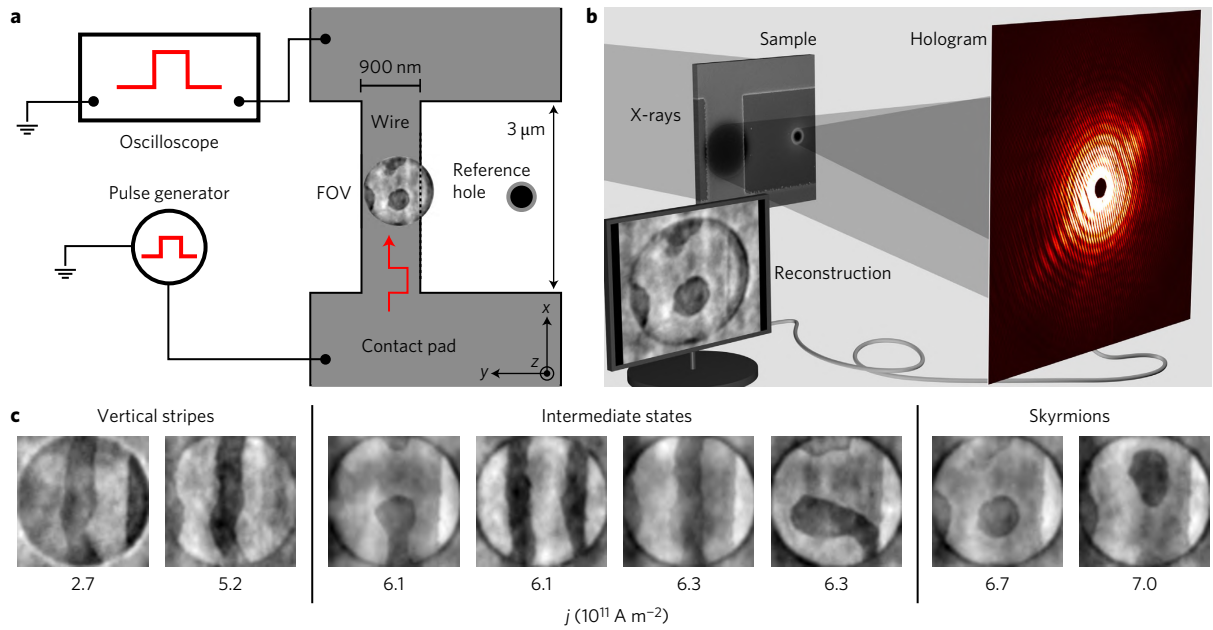 a
Oscilloscope
900 nm
Wire
3 μm
FOV
Reference
hole
Pulse generator
Contact pad
x
y
z
b
Sample
Hologram
X-rays
Reconstruction
c
Vertical stripes
Intermediate states
Skyrmions
2.7
5.2
6.1
6.1
6.3
6.3
6.7
7.0
j (10¹¹ A m⁻²)